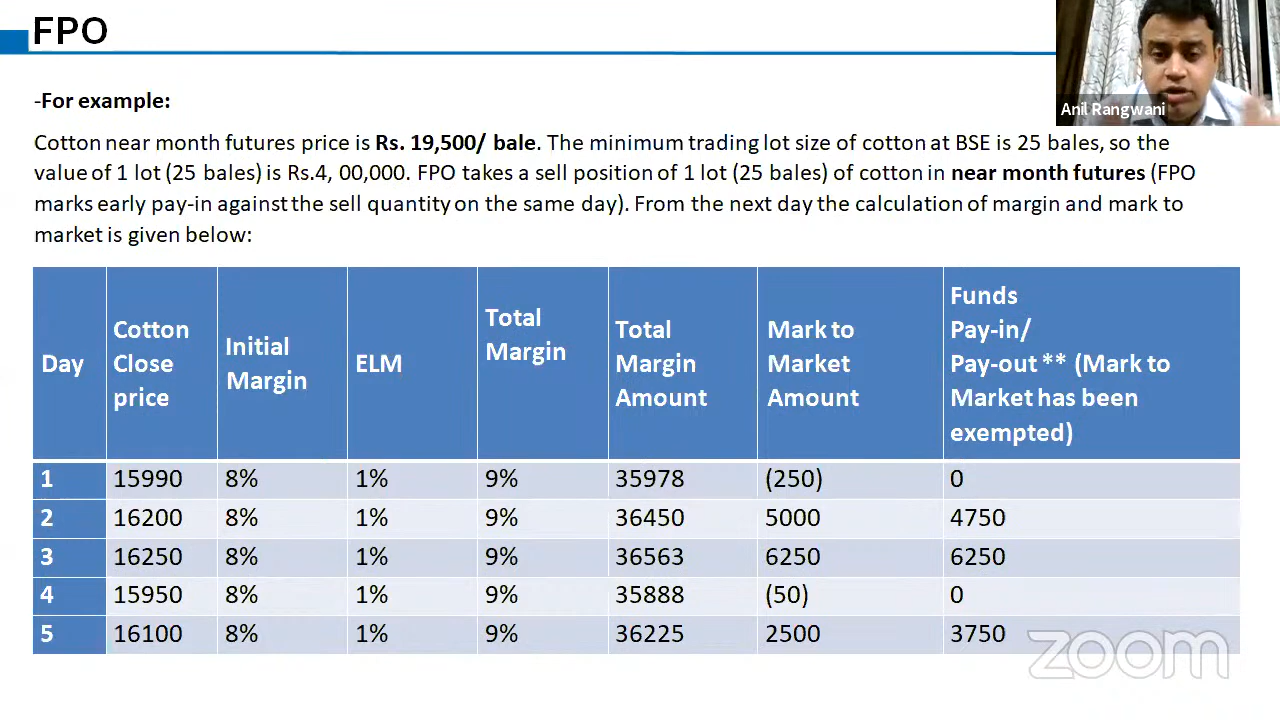 FPO
Anil Rangwani
-For example:
Cotton near month futures price is Rs. 19,500/ bale. The minimum trading lot size of cotton at BSE is 25 bales, so the
value of 1 lot (25 bales) is Rs.4, 00,000. FPO takes a sell position of 1 lot (25 bales) of cotton in near month futures (FPO
marks early pay-in against the sell quantity on the same day). From the next day the calculation of margin and mark to
market is given below:
Day
Cotton
Close
price
Initial
Margin
ELM
Total
Margin
Total
Margin
Amount
Mark to
Market
Amount
Funds
Pay-in/
Pay-out ** (Mark to
Market has been
exempted)
1 15990 8% 1% 9% 35978 (250) 0
2 16200 8% 1% 9% 36450 5000 4750
3 16250 8% 1% 9% 36563 6250 6250
4 15950 8% 1% 9% 35888 (50) 0
5 16100 8% 1% 9% 36225 2500 3750
zoom